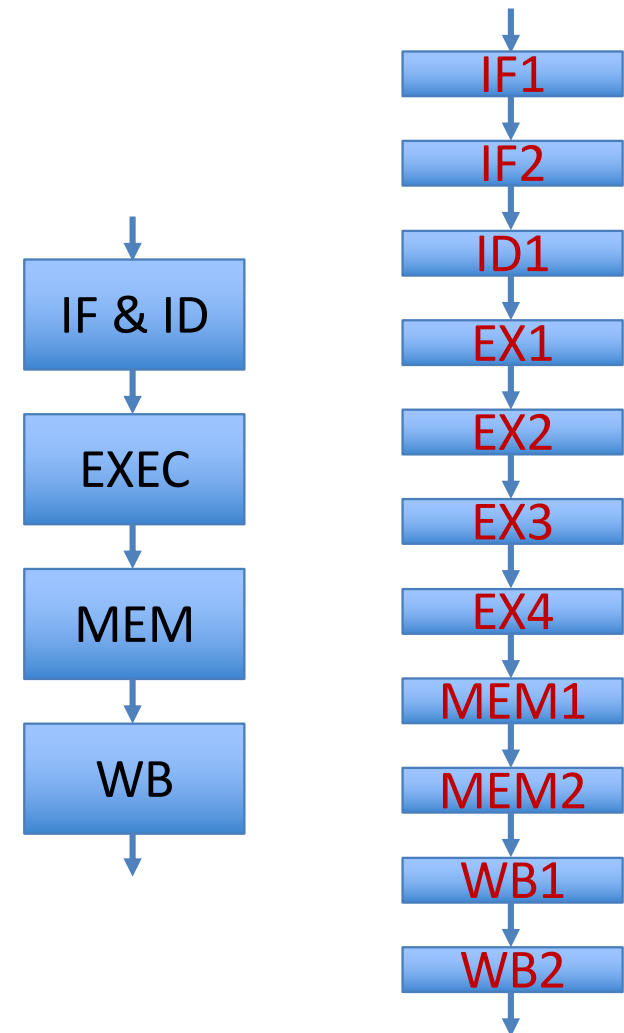 IF & ID
EXEC
MEM
WB
IF1
IF2
ID1
EX1
EX2
EX3
EX4
MEM1
MEM2
WB1
WB2